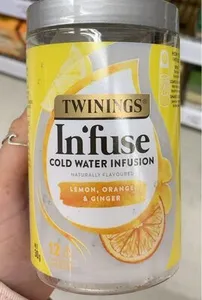 TWININGS®
In'fuse
COLD WATER INFUSION
NATURALLY FLAVOURED
LEMON, ORANGE
& GINGER